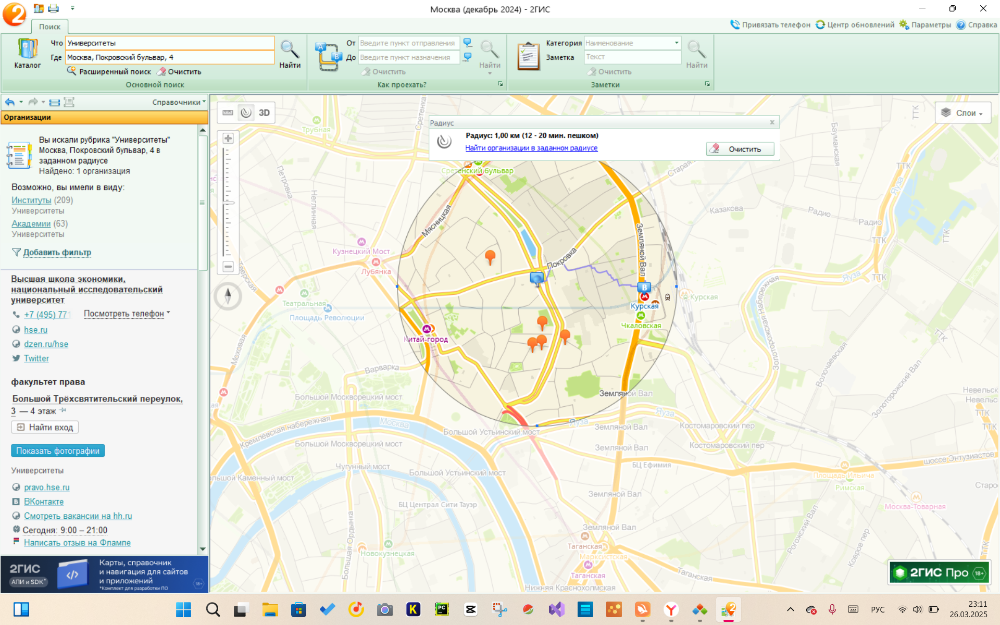 Москва (декабрь 2024) - 2ГИС
Поиск
Привязать телефон
Центр обновлений
Параметры
Справка
Каталог
Что Университеты
Где Москва, Покровский бульвар, 4
Расширенный поиск
Очистить
Найти
Основной поиск
От Введите пункт отправления
До Введите пункт назначения
Очистить
Найти
Как проехать?
Категория Наименование
Заметка Текст
Очистить
Найти
Заметки
Справочники
Организации
Вы искали рубрика "Университеты"
Москва, Покровский бульвар, 4 в
заданном радиусе
Найдено: 1 организация
Возможно, вы имели в виду:
Институты (209)
Университеты
Академии (63)
Университеты
Добавить фильтр
Высшая школа экономики,
национальный исследовательский
университет
+7 (495) 771
Посмотреть телефон
hse.ru
dzen.ru/hse
Twitter
факультет права
Большой Трёхсвятительский переулок,
3 — 4 этаж
Найти вход
Показать фотографии
Университеты
pravo.hse.ru
ВКонтакте
Смотреть вакансии на hh.ru
Сегодня: 9:00 – 21:00
Написать отзыв на Флампе
2ГИС
АПИ и SDK*
Карты, справочник
и навигация для сайтов
и приложений
*Комплект для разработки ПО
18+
3D
Слои
Радиус
Радиус: 1,00 км (12 - 20 мин. пешком)
Найти организации в заданном радиусе
Очистить
Сретенка
Трубная
Бауманская
ТТК
ТТК
Яуза
Сретенский бульвар
Старая
Петровка
Неглинная
Казакова
Радио
Радио
ТТК
ТТК
Мясницкая
Кузнецкий Мост
Лубянка
Тверская
Покровка
Земляной Вал
Яуза
ТТК
B
Курская
Курская
Чкаловская
Театральная
Площадь Революции
Китай-город
Моховая
Варварка
Золоторожская Набережная
Волочаевская
ТТК
Золоторожский Вал
Невельск
Невельс
ТТК
ТТК
Земляной Вал
Большой Москворецкий мост
Кремлёвская набережная
Москва
Большой Москворецкий мост
Большой Устьинский мост
Яуза
Яуза
Земляной Вал
Земляной Вал
Костомаровский пер
Костомаровский пер
шоссе Энтузиастов
Чугунный мост
Большой Устьинский мост
БЦ Ефимия
ольшой Каменный мост
Площадь Ильича
Римская
Старо
Земляной Вал
БЦ Централ Сити Тауэр
Москва-Товарная
Большая Ордынка
Большая Ор
Новокузнецкая
Земляной Вал
Таганская
Марксистская
Таганская
Таганская
Нижняя Краснохолмская
Рогожский Вал
Ковров пер
ТТК
2ГИС Про
18+
PC
K
РУС
23:11
26.03.2025